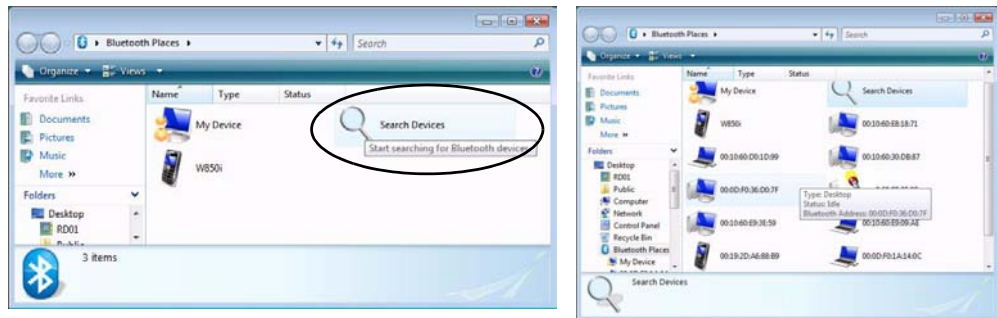 Bluetooth Places
Search
Organize
Views
Favorite Links
Documents
Pictures
Music
More »
Folders
Desktop
RD01
Public
Name Type Status
My Device
Search Devices
Start searching for Bluetooth devices
W850i
3 items
Bluetooth Places
Search
Organize
Views
Favorite Links
Documents
Pictures
Music
More »
Folders
Desktop
RD01
Public
Computer
Network
Control Panel
Recycle Bin
Bluetooth Places
My Device
Name Type Status
My Device
Search Devices
W850i
00:10:60:E8:18:71
00:10:60:D0:1D:99
00:10:60:30:DB:87
00:0D:F0:36:D0:7F
Type: Desktop
Status: Idle
Bluetooth Address: 00:0D:F0:36:D0:7F
00:10:60:E9:3E:59
00:10:60:E9:09:AE
00:19:2D:A6:88:B9
00:0D:F0:1A:14:0C
Search Devices